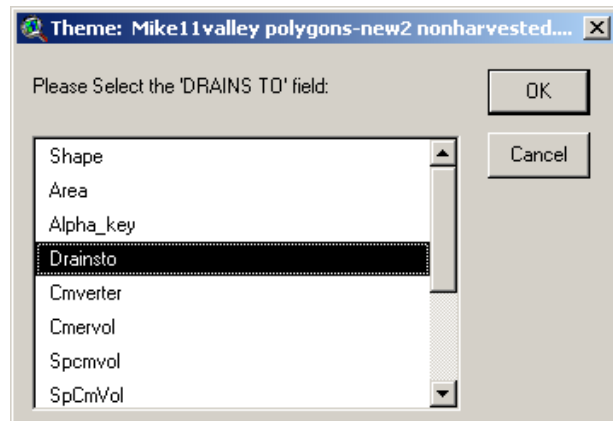 Theme: Mike11valley polygons-new2 nonharvested....
Please Select the 'DRAINS TO' field:
OK
Cancel
Shape
Area
Alpha_key
Drainsto
Cmverter
Cmervol
Spcmvol
SpCmVol